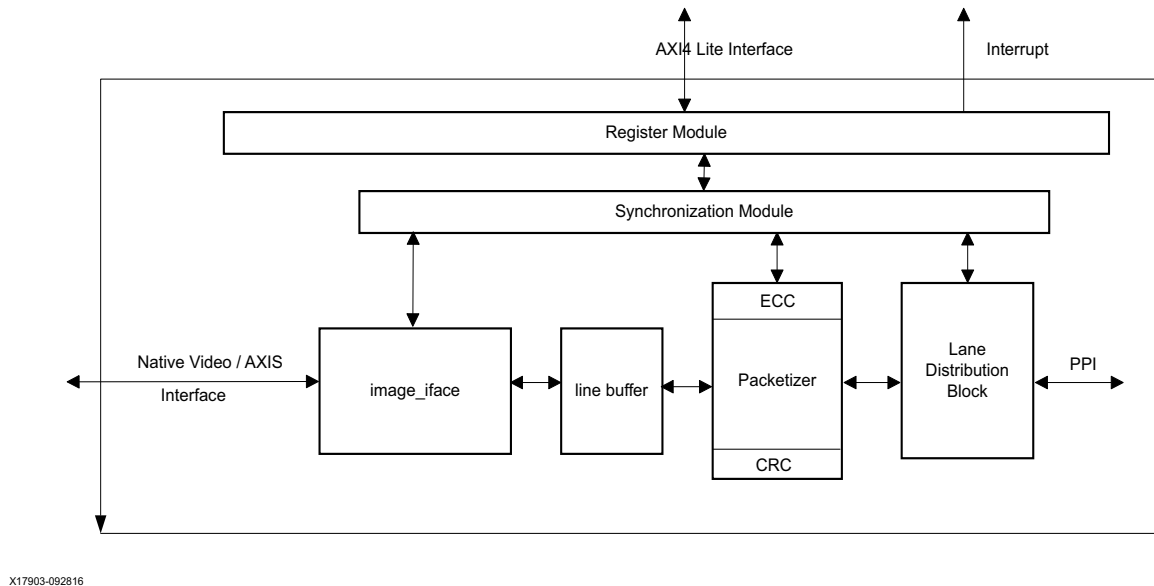 AXI4 Lite Interface
Interrupt
Register Module
Synchronization Module
ECC
Native Video / AXIS
Interface
image_iface
line buffer
Packetizer
Lane
Distribution
Block
PPI
CRC
X17903-092816